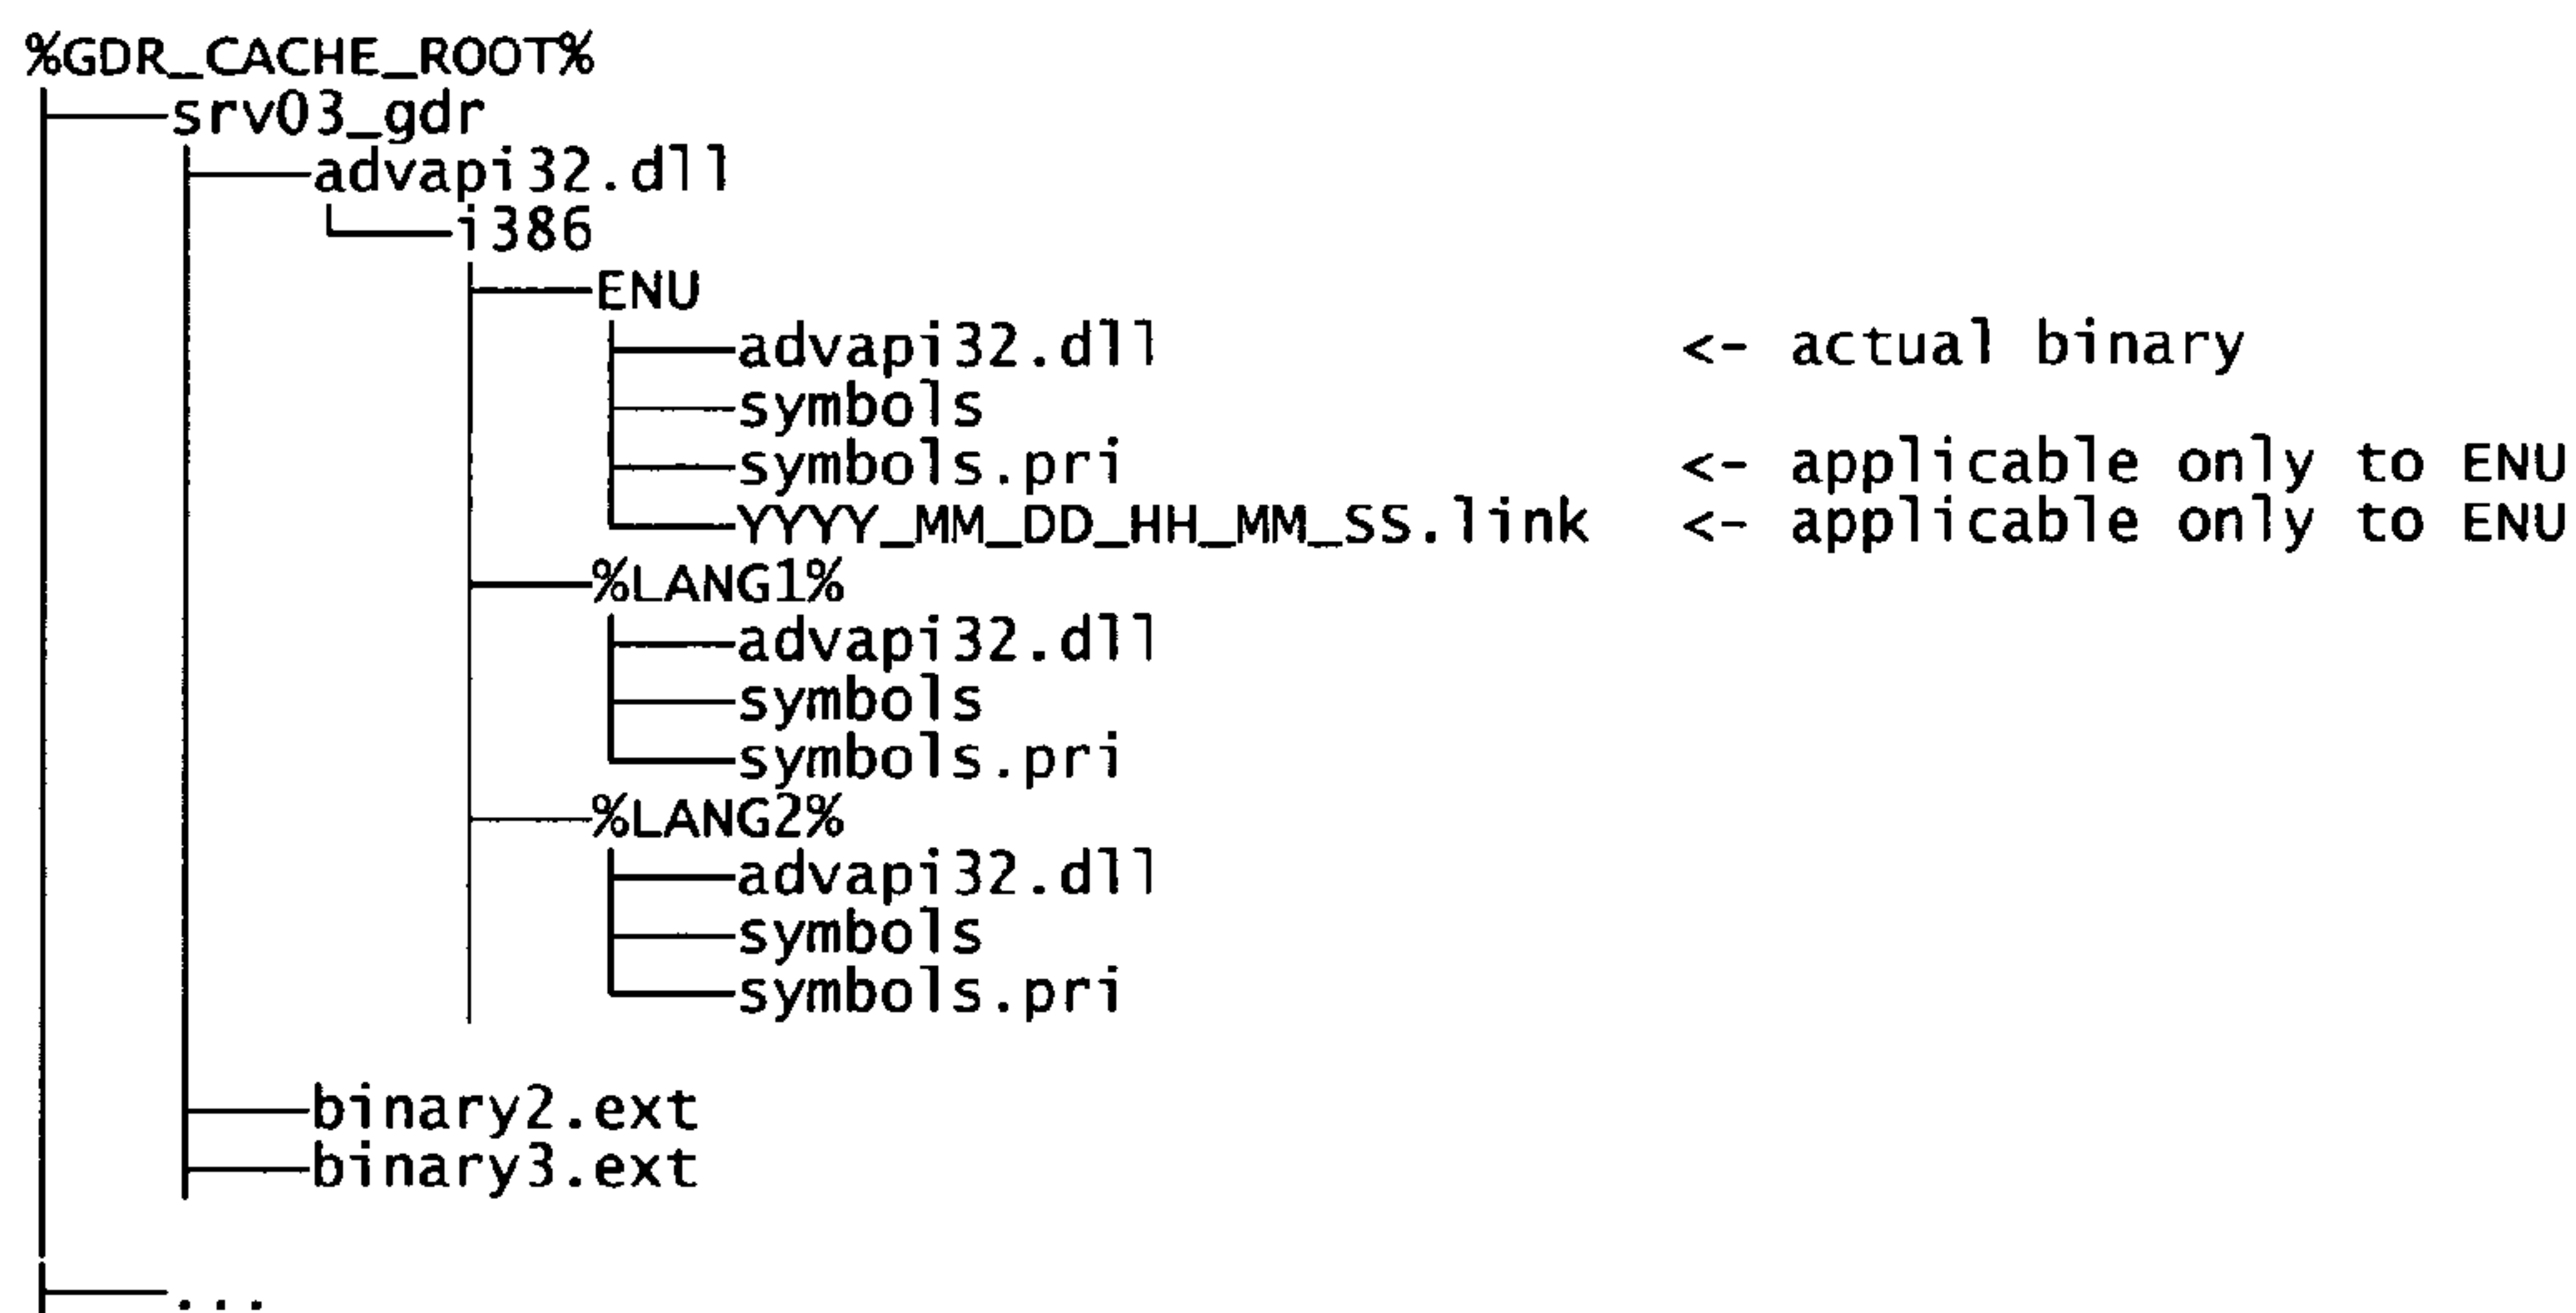 %GDR_CACHE_ROOT%
srv03_gdr
advapi32.dll
i386
ENU
advapi32.dll <- actual binary
symbols
symbols.pri <- applicable only to ENU
YYYY_MM_DD_HH_MM_SS.link <- applicable only to ENU
%LANG1%
advapi32.dll
symbols
symbols.pri
%LANG2%
advapi32.dll
symbols
symbols.pri
binary2.ext
binary3.ext
...